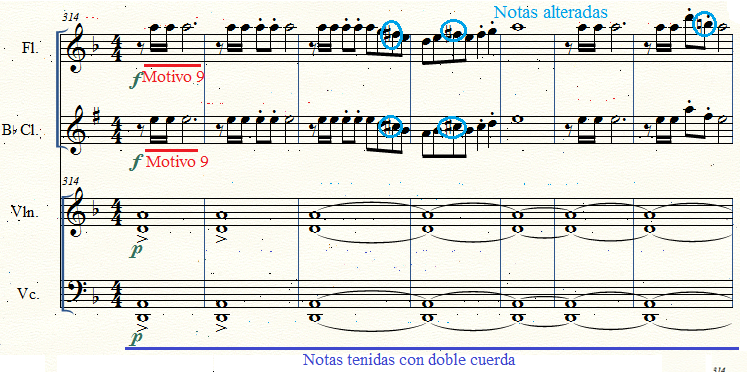 Notas alteradas
314
Fl.
f Motivo 9
B♭ Cl.
f Motivo 9
314
Vln.
p
Vc.
p
Notas tenidas con doble cuerda
314